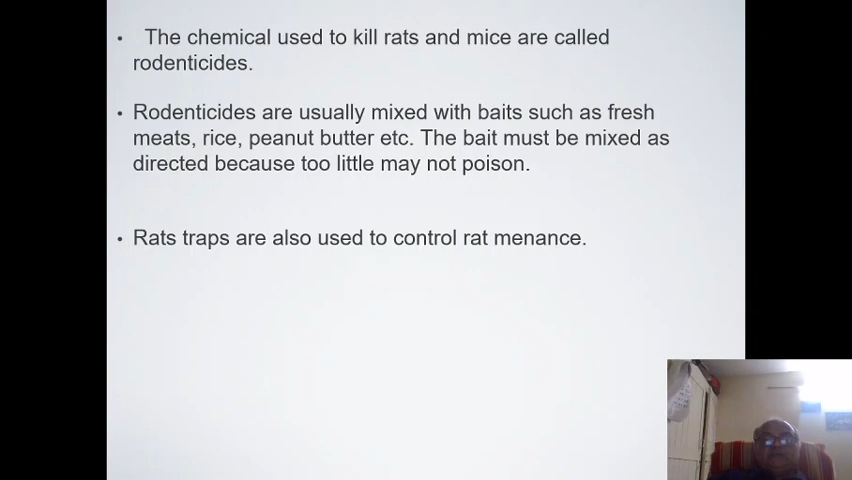 • The chemical used to kill rats and mice are called
rodenticides.
• Rodenticides are usually mixed with baits such as fresh
meats, rice, peanut butter etc. The bait must be mixed as
directed because too little may not poison.
• Rats traps are also used to control rat menance.